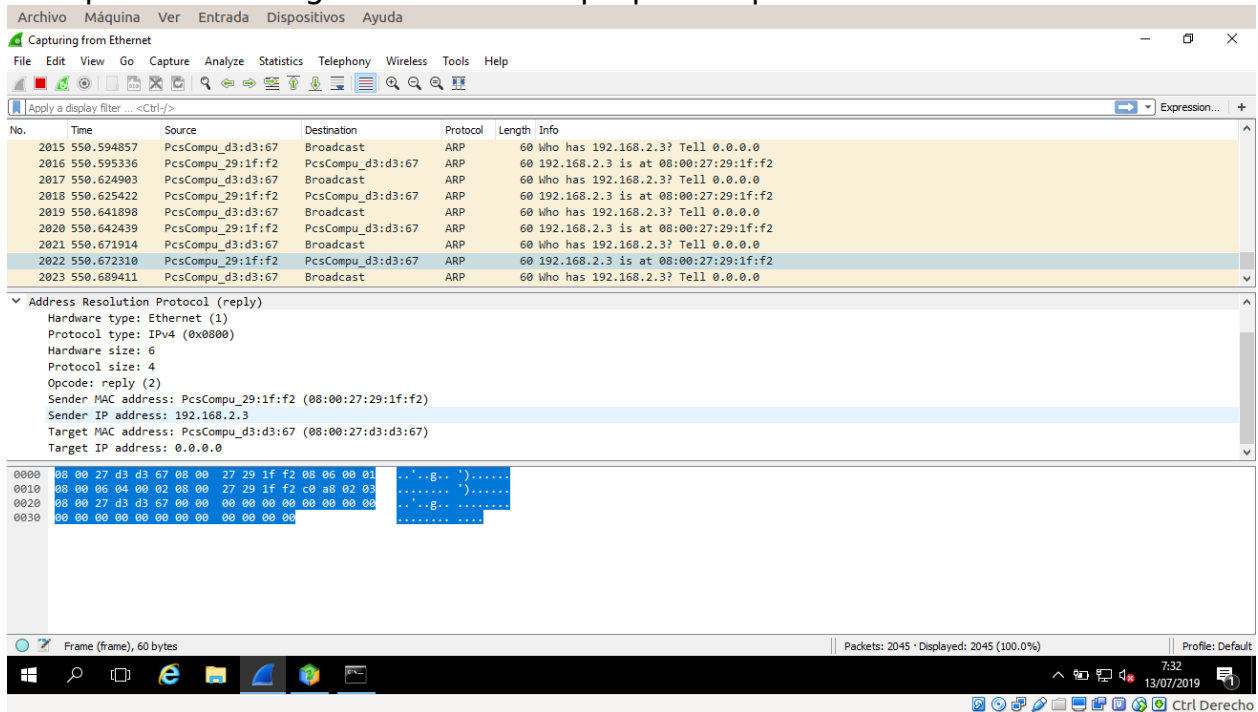 Archivo Máquina Ver Entrada Dispositivos Ayuda
Capturing from Ethernet
File Edit View Go Capture Analyze Statistics Telephony Wireless Tools Help
Apply a display filter ... <Ctrl-/> Expression... +
No. Time Source Destination Protocol Length Info
2015 550.594857 PcsCompu_d3:d3:67 Broadcast ARP 60 Who has 192.168.2.3? Tell 0.0.0.0
2016 550.595336 PcsCompu_29:1f:f2 PcsCompu_d3:d3:67 ARP 60 192.168.2.3 is at 08:00:27:29:1f:f2
2017 550.624903 PcsCompu_d3:d3:67 Broadcast ARP 60 Who has 192.168.2.3? Tell 0.0.0.0
2018 550.625422 PcsCompu_29:1f:f2 PcsCompu_d3:d3:67 ARP 60 192.168.2.3 is at 08:00:27:29:1f:f2
2019 550.641898 PcsCompu_d3:d3:67 Broadcast ARP 60 Who has 192.168.2.3? Tell 0.0.0.0
2020 550.642439 PcsCompu_29:1f:f2 PcsCompu_d3:d3:67 ARP 60 192.168.2.3 is at 08:00:27:29:1f:f2
2021 550.671914 PcsCompu_d3:d3:67 Broadcast ARP 60 Who has 192.168.2.3? Tell 0.0.0.0
2022 550.672310 PcsCompu_29:1f:f2 PcsCompu_d3:d3:67 ARP 60 192.168.2.3 is at 08:00:27:29:1f:f2
2023 550.689411 PcsCompu_d3:d3:67 Broadcast ARP 60 Who has 192.168.2.3? Tell 0.0.0.0
Address Resolution Protocol (reply)
Hardware type: Ethernet (1)
Protocol type: IPv4 (0x0800)
Hardware size: 6
Protocol size: 4
Opcode: reply (2)
Sender MAC address: PcsCompu_29:1f:f2 (08:00:27:29:1f:f2)
Sender IP address: 192.168.2.3
Target MAC address: PcsCompu_d3:d3:67 (08:00:27:d3:d3:67)
Target IP address: 0.0.0.0
0000 08 00 27 d3 d3 67 08 00 27 29 1f f2 08 06 00 01 ..'..g.. ')......
0010 08 00 06 04 00 02 08 00 27 29 1f f2 c0 a8 02 03 ........ ')......
0020 08 00 27 d3 d3 67 00 00 00 00 00 00 00 00 00 00 ..'..g.. ........
0030 00 00 00 00 00 00 00 00 00 00 00 00 ........ ....
Frame (frame), 60 bytes Packets: 2045 · Displayed: 2045 (100.0%) Profile: Default
7:32
13/07/2019
Ctrl Derecho